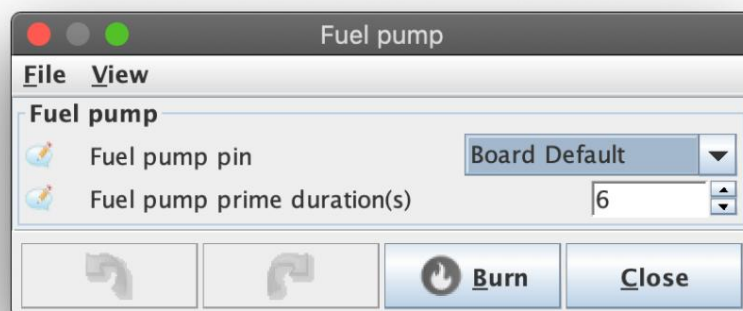 Fuel pump
File View
Fuel pump
Fuel pump pin Board Default
Fuel pump prime duration(s) 6
Burn Close